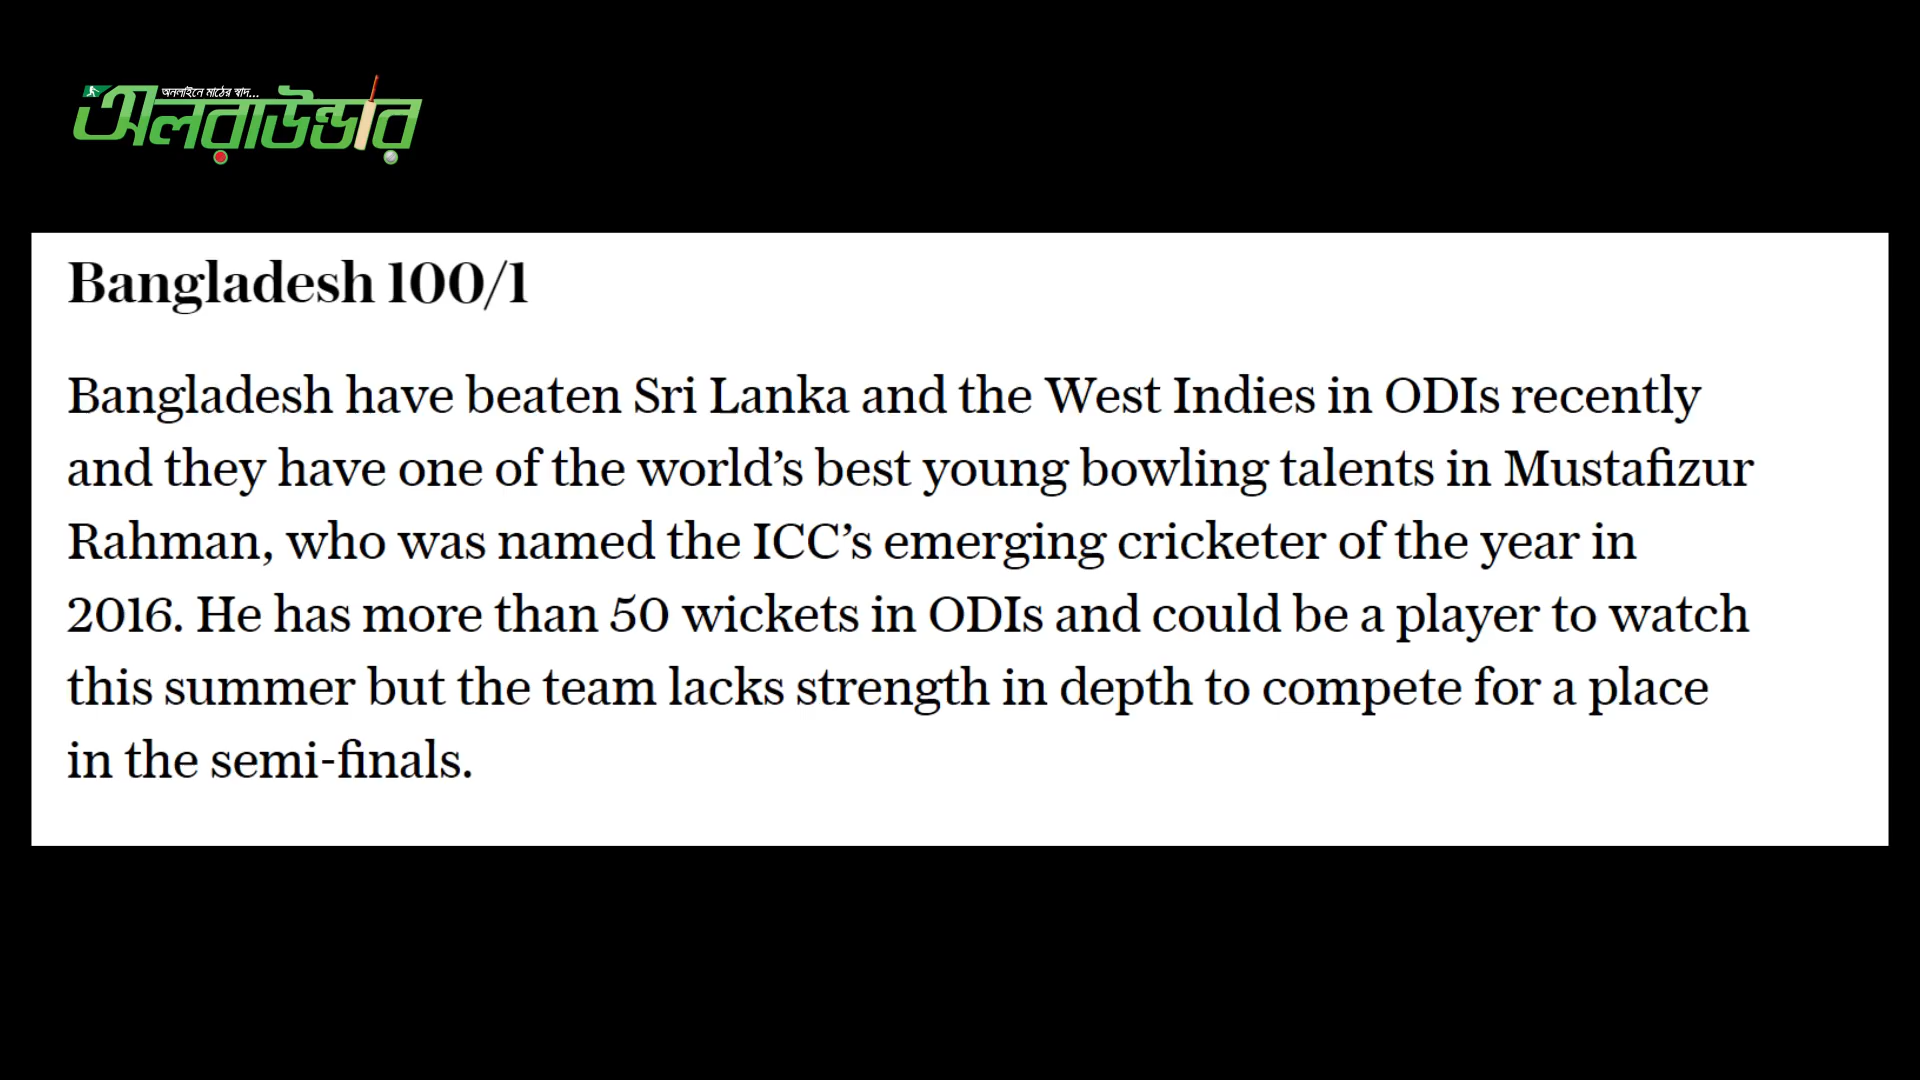 অনলাইনে মাঠের স্বাদ...
অলরাউন্ডার
Bangladesh 100/1
Bangladesh have beaten Sri Lanka and the West Indies in ODIs recently
and they have one of the world’s best young bowling talents in Mustafizur
Rahman, who was named the ICC’s emerging cricketer of the year in
2016. He has more than 50 wickets in ODIs and could be a player to watch
this summer but the team lacks strength in depth to compete for a place
in the semi-finals.